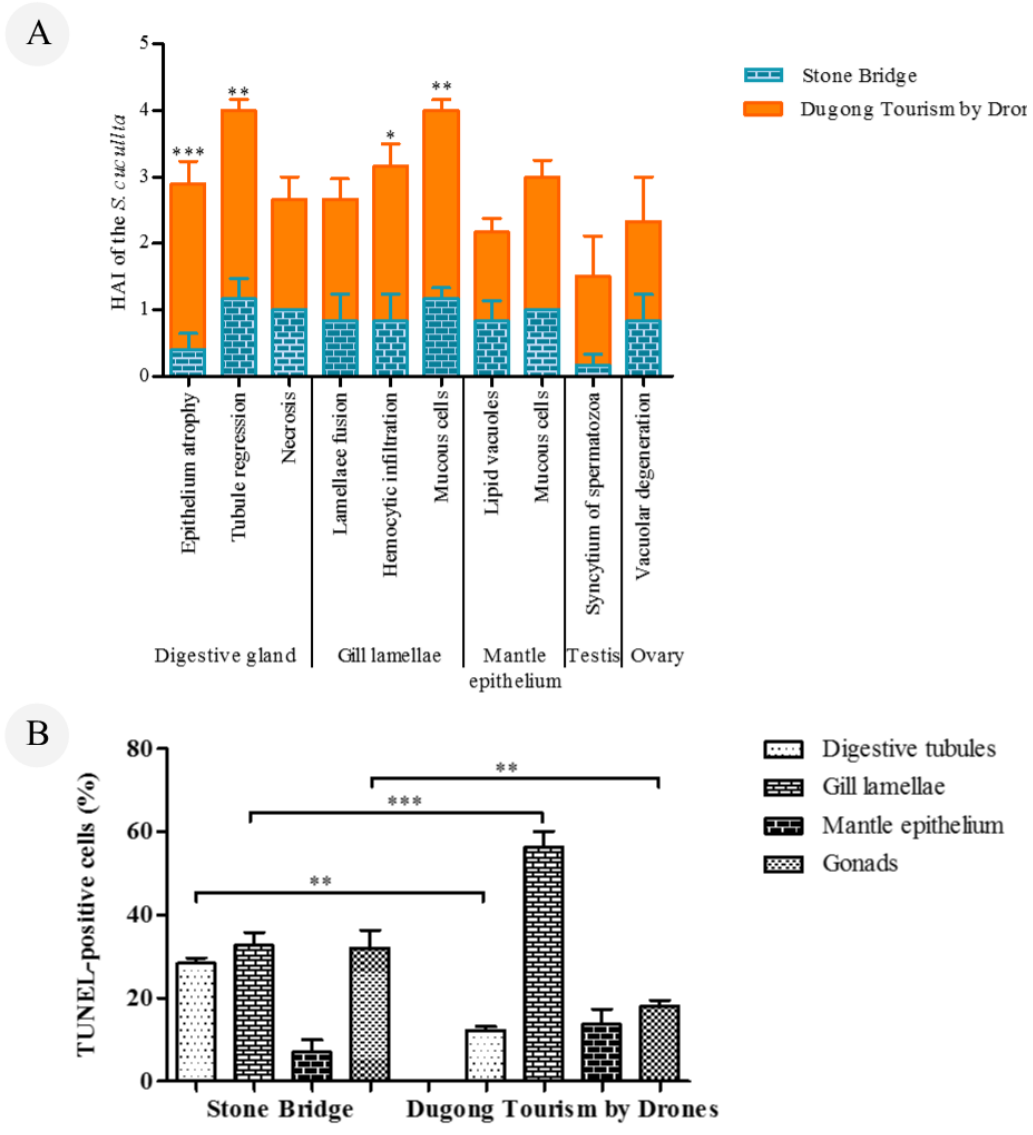 A
5
4
3
2
1
0
HAI of the S. cucullta
***
**
*
**
Stone Bridge
Dugong Tourism by Dron
Epithelium atrophy
Tubule regression
Necrosis
Lamellaee fusion
Hemocytic infiltration
Mucous cells
Lipid vacuoles
Mucous cells
Syncytium of spermatozoa
Vacuolar degeneration
Digestive gland
Gill lamellae
Mantle
epithelium
Testis
Ovary
B
80
60
40
20
0
TUNEL-positive cells (%)
**
***
**
Digestive tubules
Gill lamellae
Mantle epithelium
Gonads
Stone Bridge
Dugong Tourism by Drones